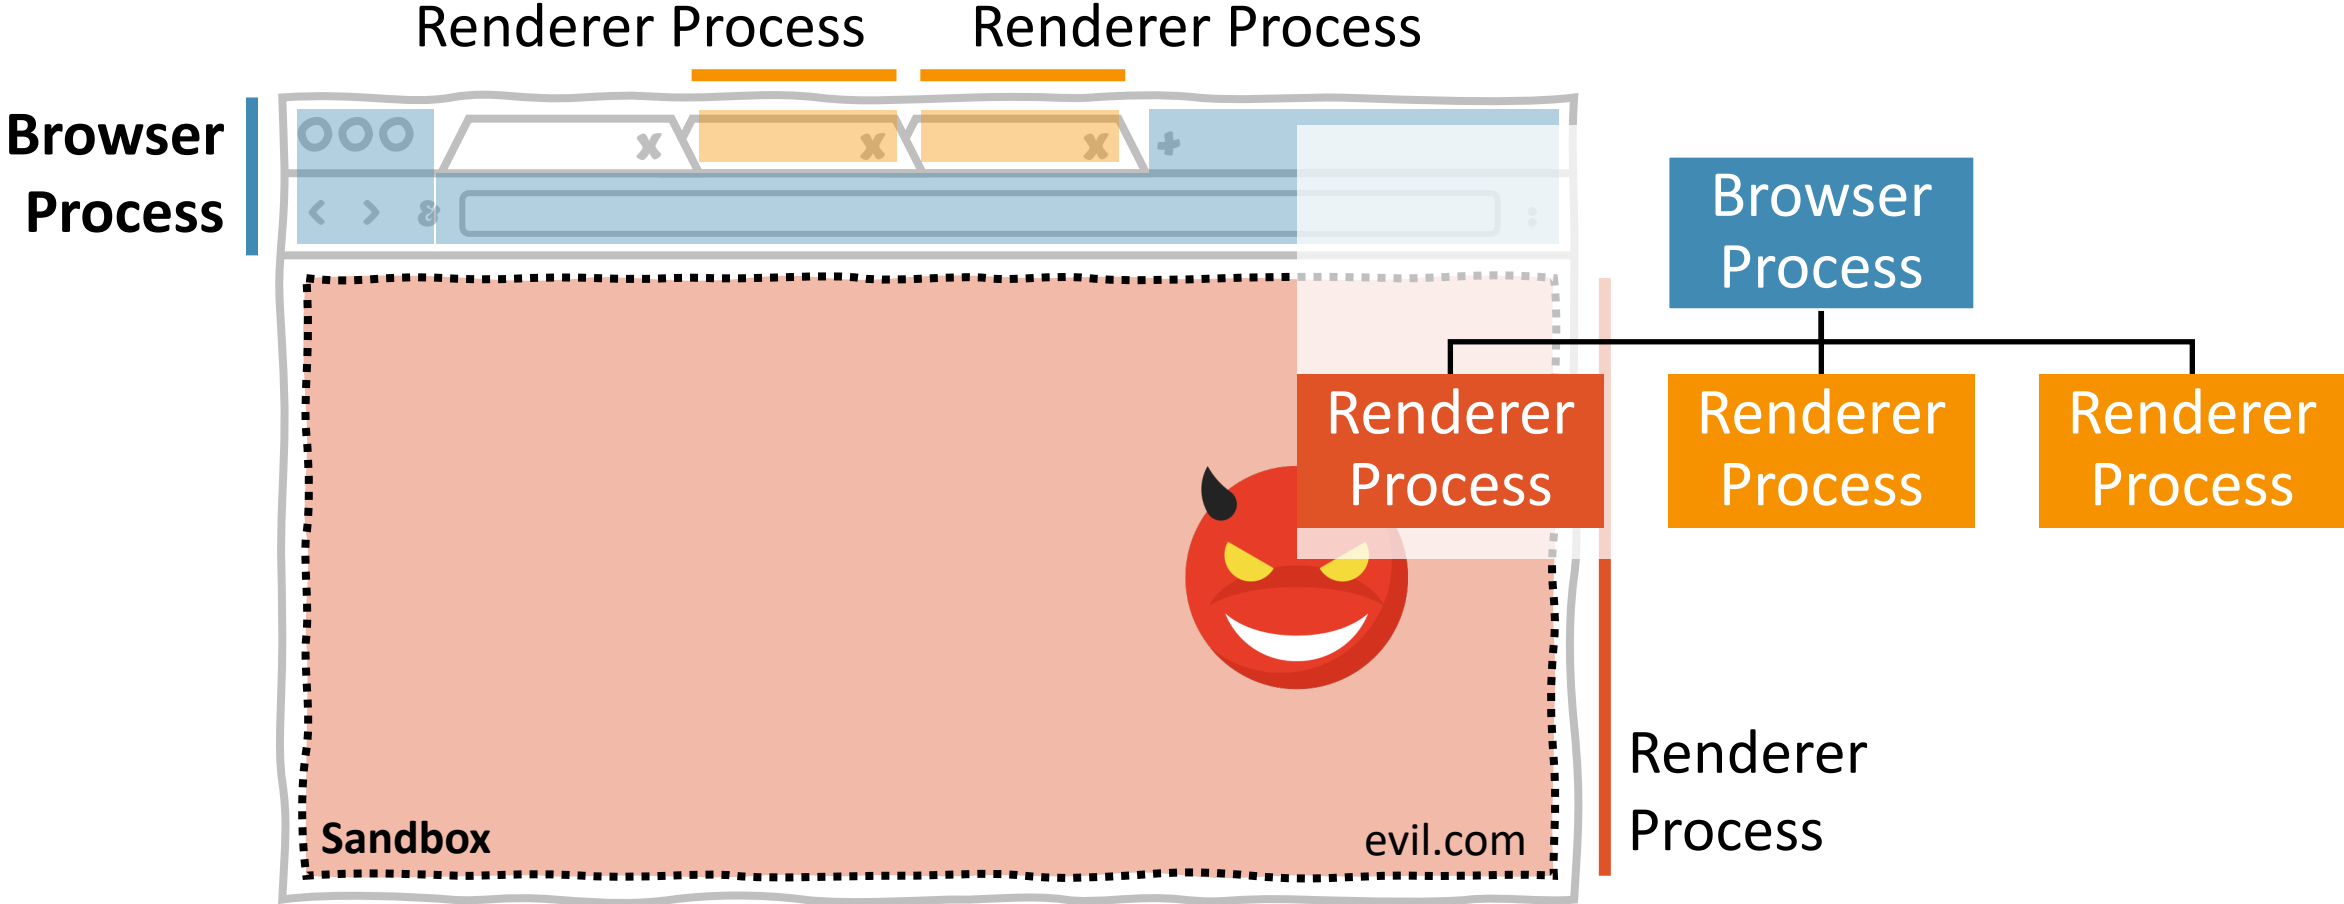 Renderer Process
Renderer Process
Browser
Process
x
x
x
+
< > &
:
Browser
Process
Renderer
Process
Renderer
Process
Renderer
Process
Renderer
Process
Sandbox
evil.com